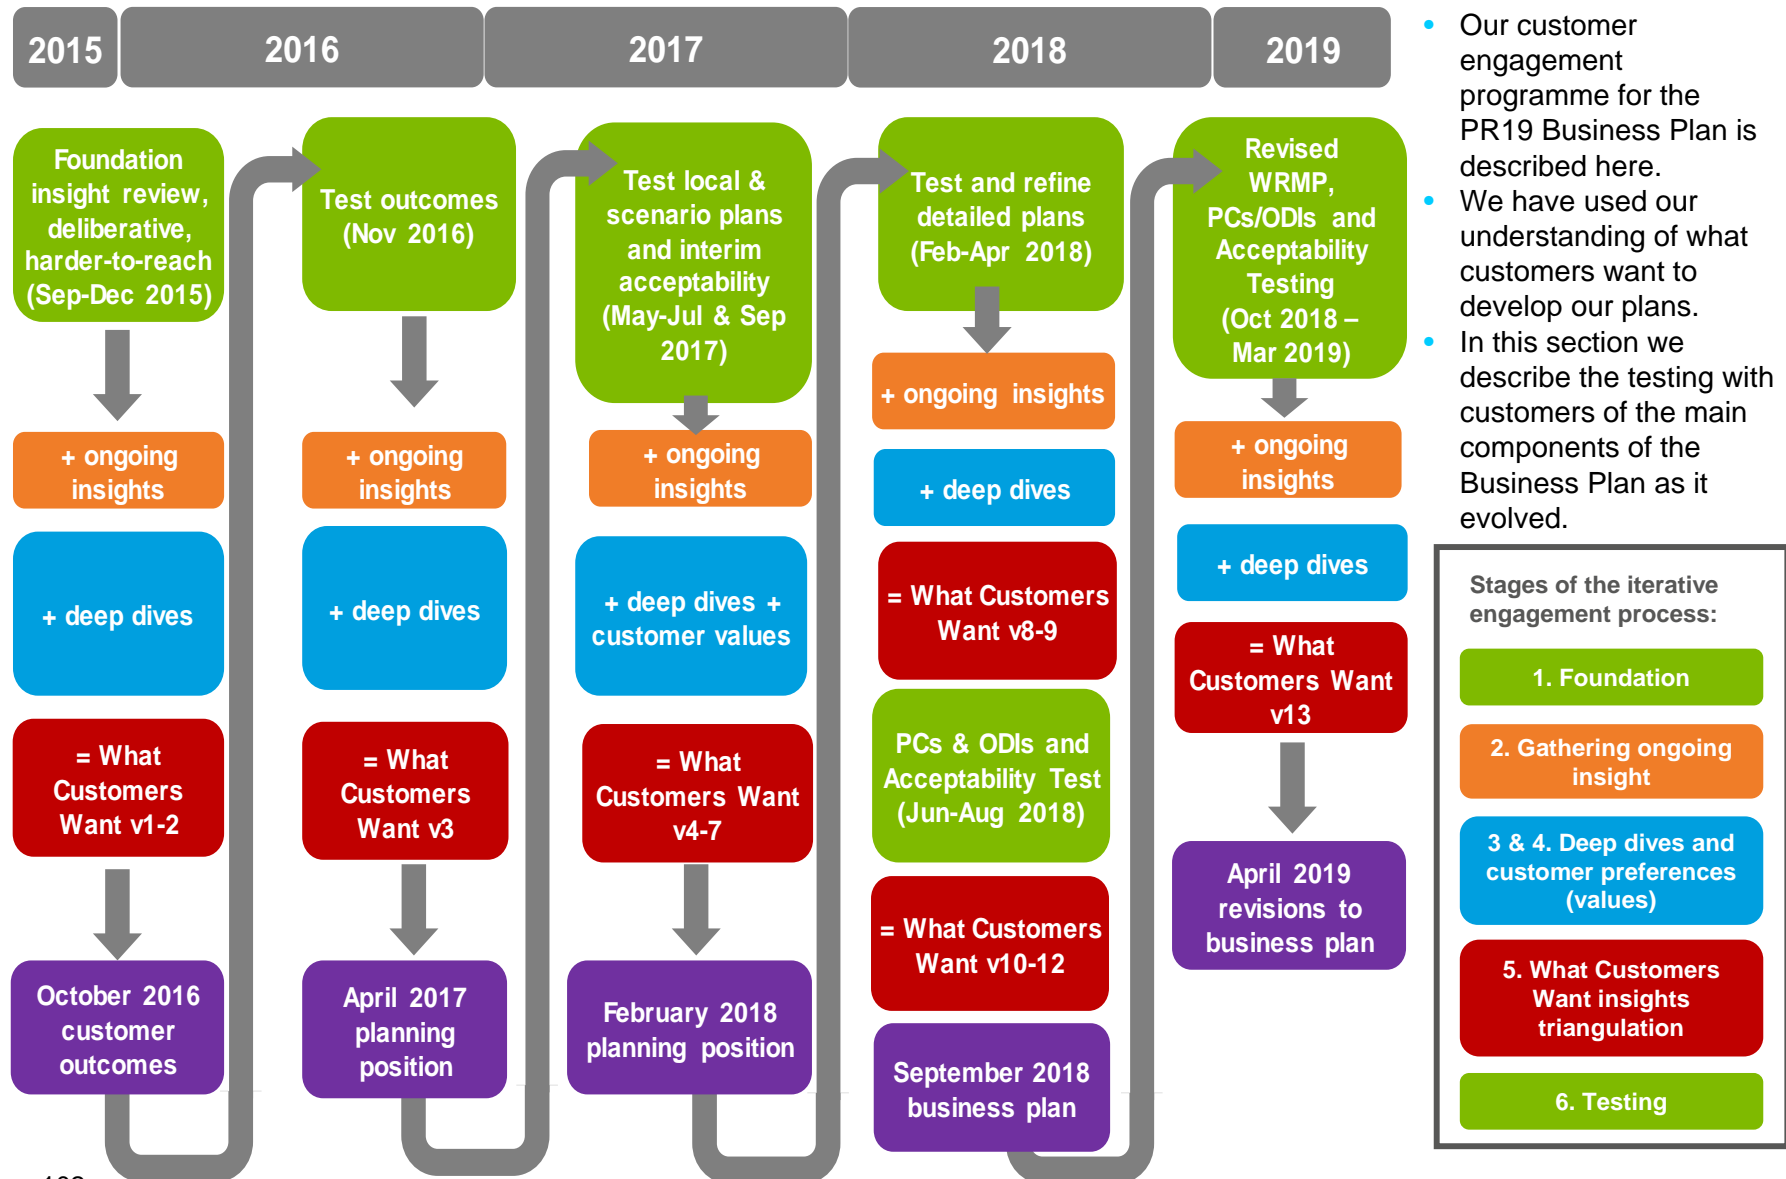 2015
2016
2017
2018
2019
Foundation
insight review,
deliberative,
harder-to-reach
(Sep-Dec 2015)
+ ongoing
insights
+ deep dives
= What
Customers
Want v1-2
October 2016
customer
outcomes
Test outcomes
(Nov 2016)
+ ongoing
insights
+ deep dives
= What
Customers
Want v3
April 2017
planning
position
Test local &
scenario plans
and interim
acceptability
(May-Jul & Sep
2017)
+ ongoing
insights
+ deep dives +
customer values
= What
Customers Want
v4-7
February 2018
planning position
Test and refine
detailed plans
(Feb-Apr 2018)
+ ongoing insights
+ deep dives
= What Customers
Want v8-9
PCs & ODIs and
Acceptability Test
(Jun-Aug 2018)
= What Customers
Want v10-12
September 2018
business plan
Revised
WRMP,
PCs/ODIs and
Acceptability
Testing
(Oct 2018 –
Mar 2019)
+ ongoing
insights
+ deep dives
= What
Customers Want
v13
April 2019
revisions to
business plan
• Our customer
engagement
programme for the
PR19 Business Plan is
described here.
• We have used our
understanding of what
customers want to
develop our plans.
• In this section we
describe the testing with
customers of the main
components of the
Business Plan as it
evolved.
Stages of the iterative
engagement process:
1. Foundation
2. Gathering ongoing
insight
3 & 4. Deep dives and
customer preferences
(values)
5. What Customers
Want insights
triangulation
6. Testing